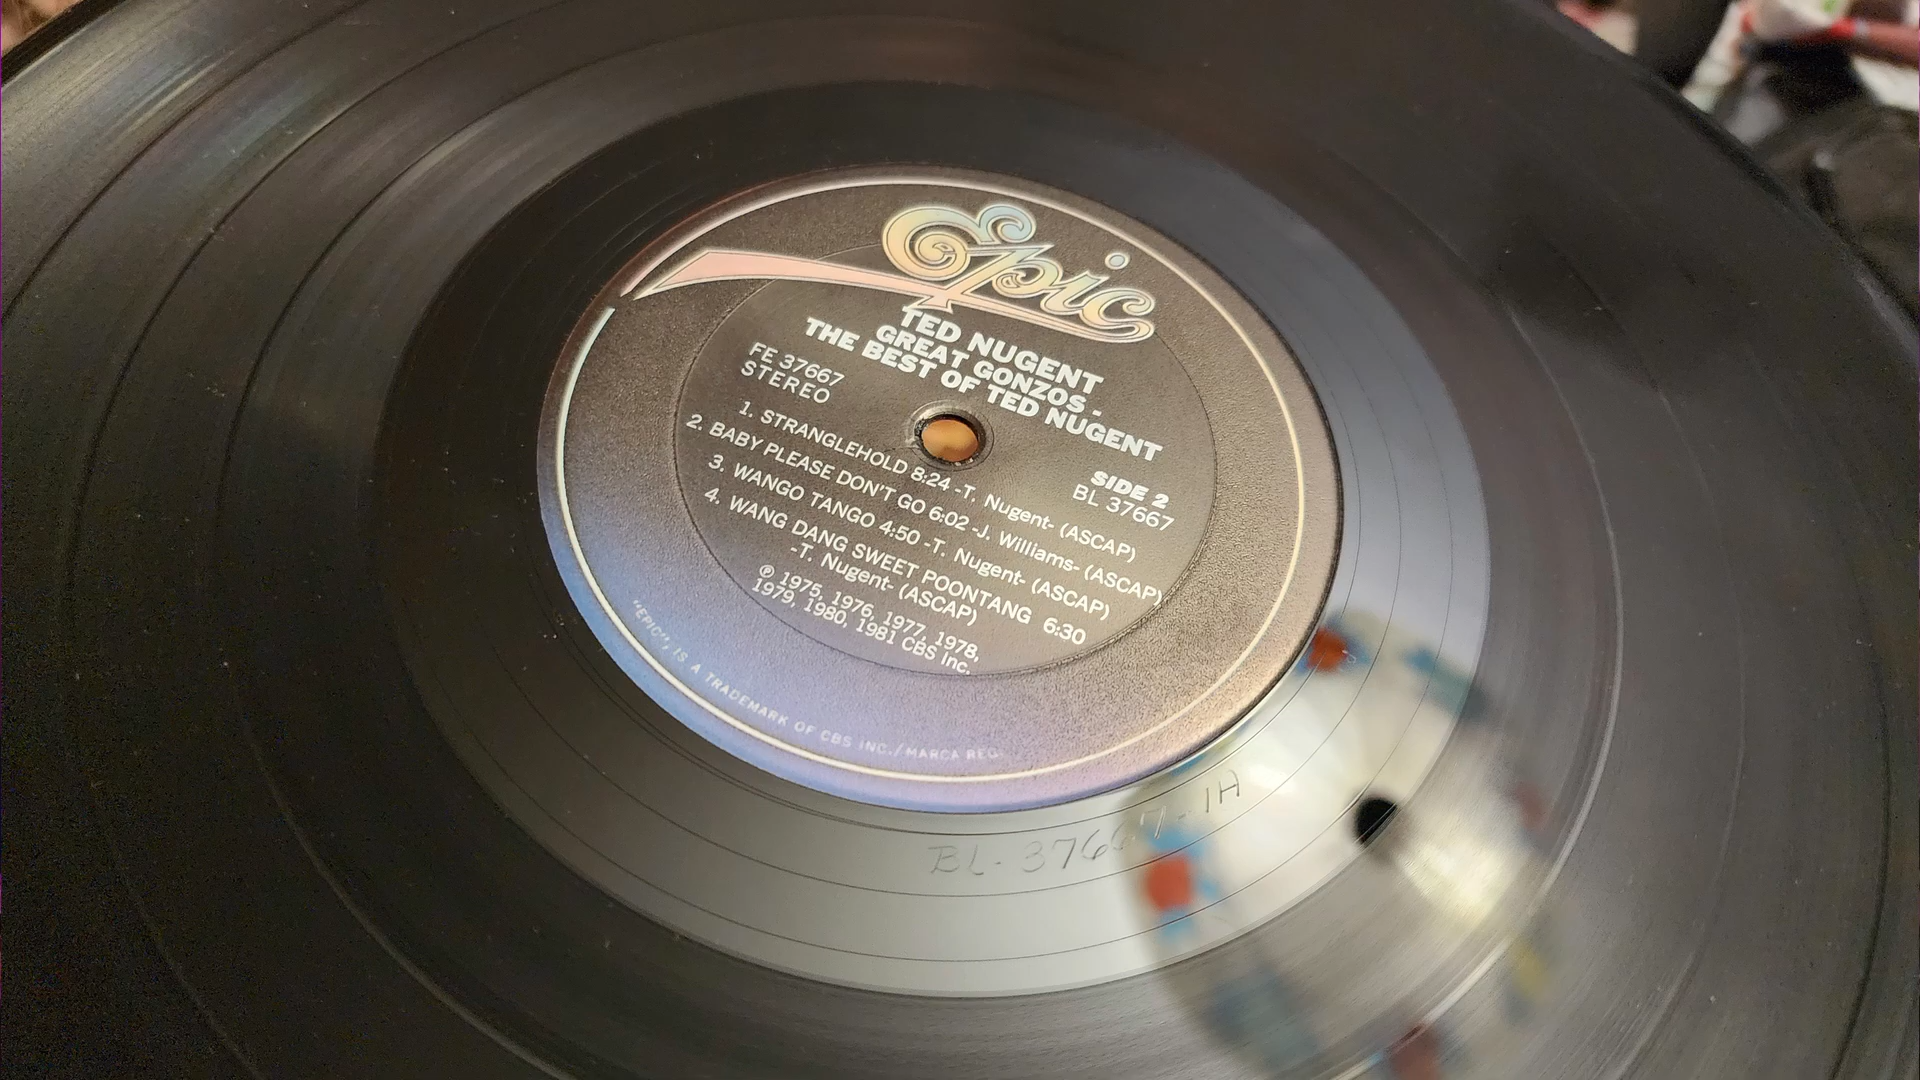 Epic
TED NUGENT
GREAT GONZOS -
THE BEST OF TED NUGENT
FE 37667
STEREO
SIDE 2
BL 37667
1. STRANGLEHOLD 8:24 -T. Nugent- (ASCAP)
2. BABY PLEASE DON'T GO 6:02 -J. Williams- (ASCAP)
3. WANGO TANGO 4:50 -T. Nugent- (ASCAP)
4. WANG DANG SWEET POONTANG 6:30
-T. Nugent- (ASCAP)
℗ 1975, 1976, 1977, 1978,
1979, 1980, 1981 CBS Inc.
"EPIC", IS A TRADEMARK OF CBS INC./MARCA REG.
BL-37667-1A